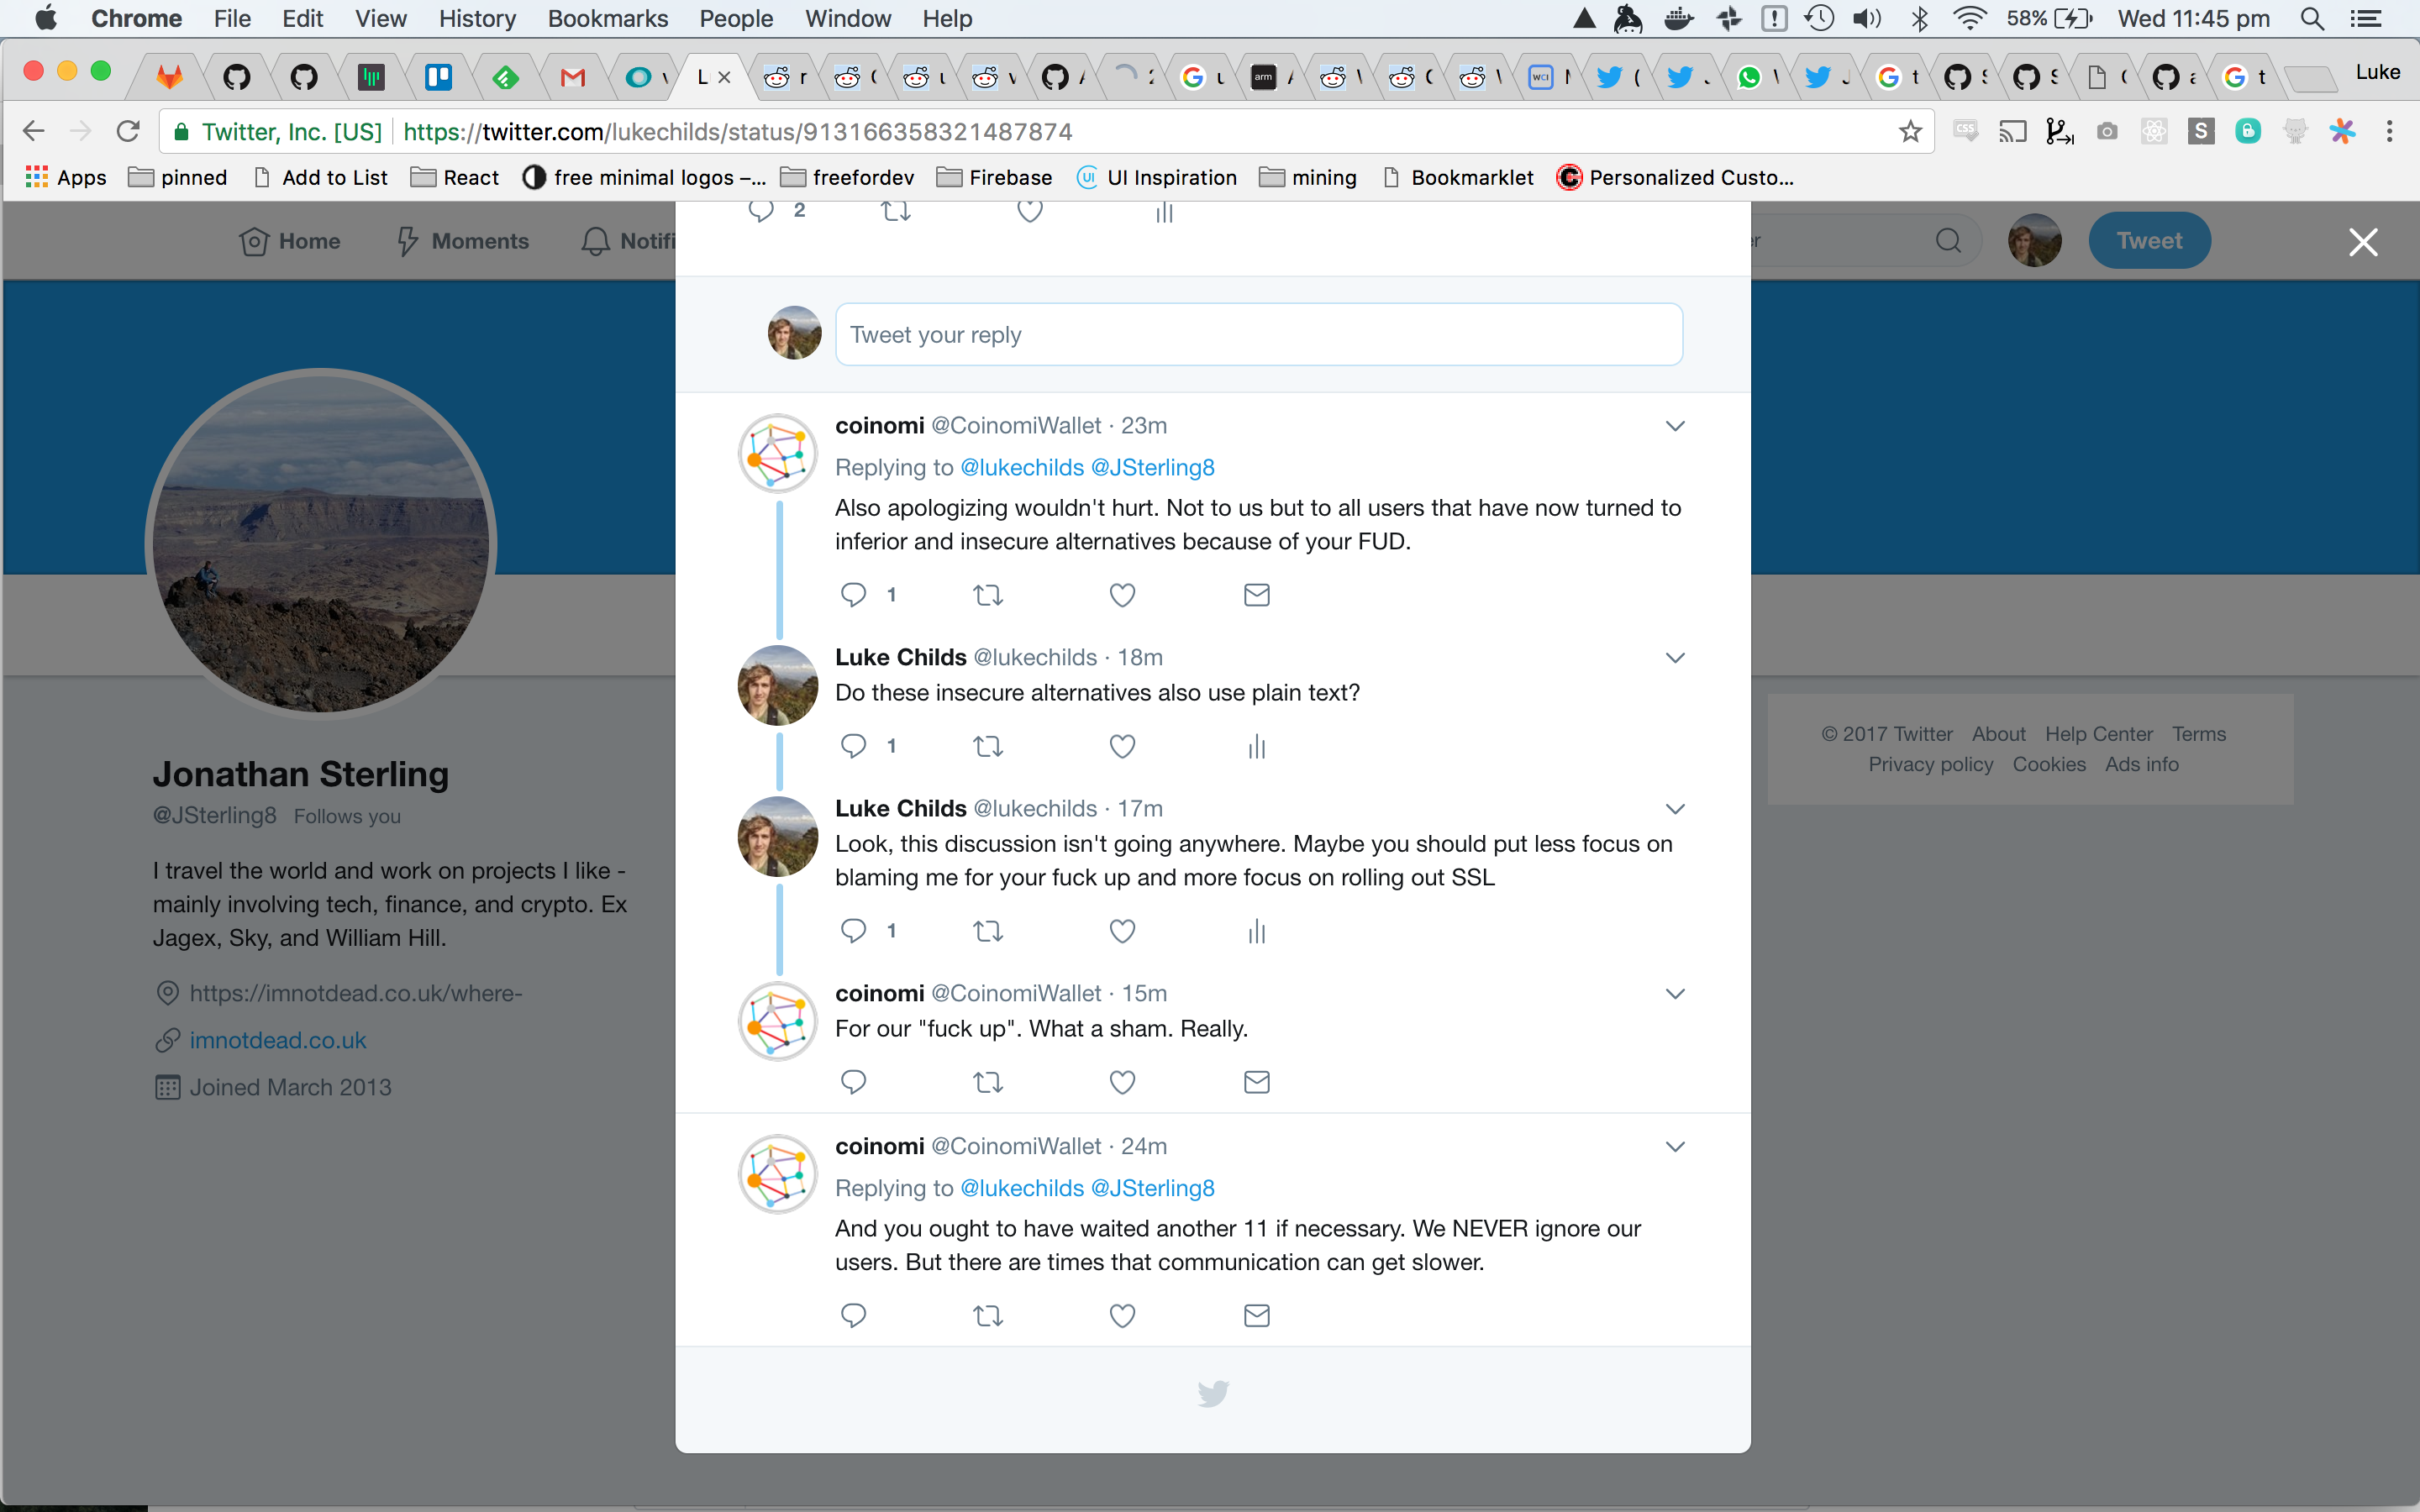 Chrome File Edit View History Bookmarks People Window Help 58% Wed 11:45 pm
L Luke
Twitter, Inc. [US] https://twitter.com/lukechilds/status/913166358321487874
Apps pinned Add to List React free minimal logos –... freefordev Firebase UI Inspiration mining Bookmarklet Personalized Custo...
2
Home Moments Notifi
Tweet
Tweet your reply
coinomi @CoinomiWallet · 23m
Replying to @lukechilds @JSterling8
Also apologizing wouldn't hurt. Not to us but to all users that have now turned to
inferior and insecure alternatives because of your FUD.
1
Luke Childs @lukechilds · 18m
Do these insecure alternatives also use plain text?
1
Luke Childs @lukechilds · 17m
Look, this discussion isn't going anywhere. Maybe you should put less focus on
blaming me for your fuck up and more focus on rolling out SSL
1
coinomi @CoinomiWallet · 15m
For our "fuck up". What a sham. Really.
coinomi @CoinomiWallet · 24m
Replying to @lukechilds @JSterling8
And you ought to have waited another 11 if necessary. We NEVER ignore our
users. But there are times that communication can get slower.
Jonathan Sterling
@JSterling8 Follows you
I travel the world and work on projects I like -
mainly involving tech, finance, and crypto. Ex
Jagex, Sky, and William Hill.
https://imnotdead.co.uk/where-
imnotdead.co.uk
Joined March 2013
© 2017 Twitter About Help Center Terms
Privacy policy Cookies Ads info